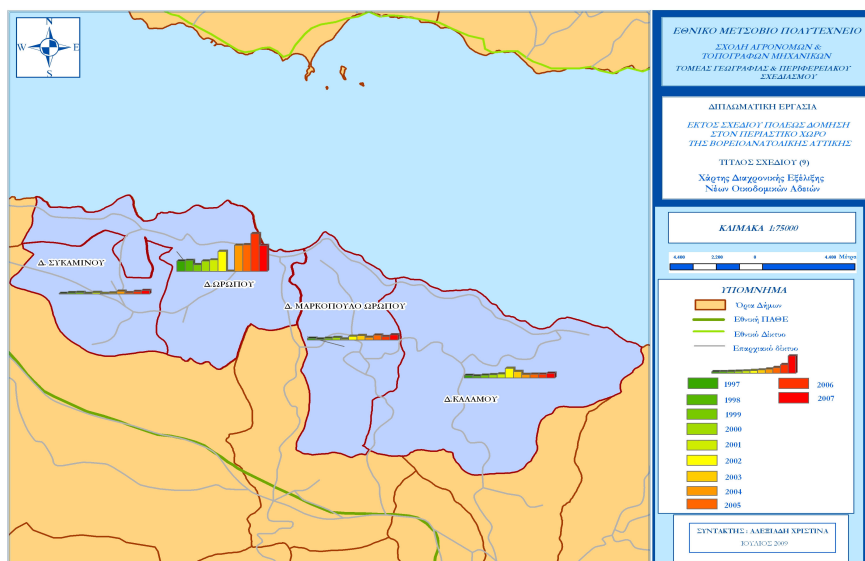 N
W E
S
Δ. ΣΥΚΑΜΙΝΟΥ
Δ.ΩΡΩΠΟΥ
Δ. ΜΑΡΚΟΠΟΥΛΟ ΩΡΩΠΟΥ
Δ.ΚΑΛΑΜΟΥ
ΕΘΝΙΚΟ ΜΕΤΣΟΒΙΟ ΠΟΛΥΤΕΧΝΕΙΟ
ΣΧΟΛΗ ΑΓΡΟΝΟΜΩΝ &
ΤΟΠΟΓΡΑΦΩΝ ΜΗΧΑΝΙΚΩΝ
ΤΟΜΕΑΣ ΓΕΩΓΡΑΦΙΑΣ & ΠΕΡΙΦΕΡΕΙΑΚΟΥ
ΣΧΕΔΙΑΣΜΟΥ
ΔΙΠΛΩΜΑΤΙΚΗ ΕΡΓΑΣΙΑ
ΕΚΤΟΣ ΣΧΕΔΙΟΥ ΠΟΛΕΩΣ ΔΟΜΗΣΗ
ΣΤΟΝ ΠΕΡΙΑΣΤΙΚΟ ΧΩΡΟ
ΤΗΣ ΒΟΡΕΙΟΑΝΑΤΟΛΙΚΗΣ ΑΤΤΙΚΗΣ
ΤΙΤΛΟΣ ΣΧΕΔΙΟΥ (9)
Χάρτης Διαχρονικής Εξέλιξης
Νέων Οικοδομικών Αδειών
ΚΛΙΜΑΚΑ 1:75000
4.400 2.200 0 4.400 Μέτρα
ΥΠΟΜΝΗΜΑ
Όρια Δήμων
Εθνική ΠΑΘΕ
Εθνικό Δίκτυο
Επαρχιακό δίκτυο
1997
1998
1999
2000
2001
2002
2003
2004
2005
2006
2007
ΣΥΝΤΑΚΤΗΣ : ΑΛΕΞΙΑΔΗ ΧΡΙΣΤΙΝΑ
ΙΟΥΛΙΟΣ 2009